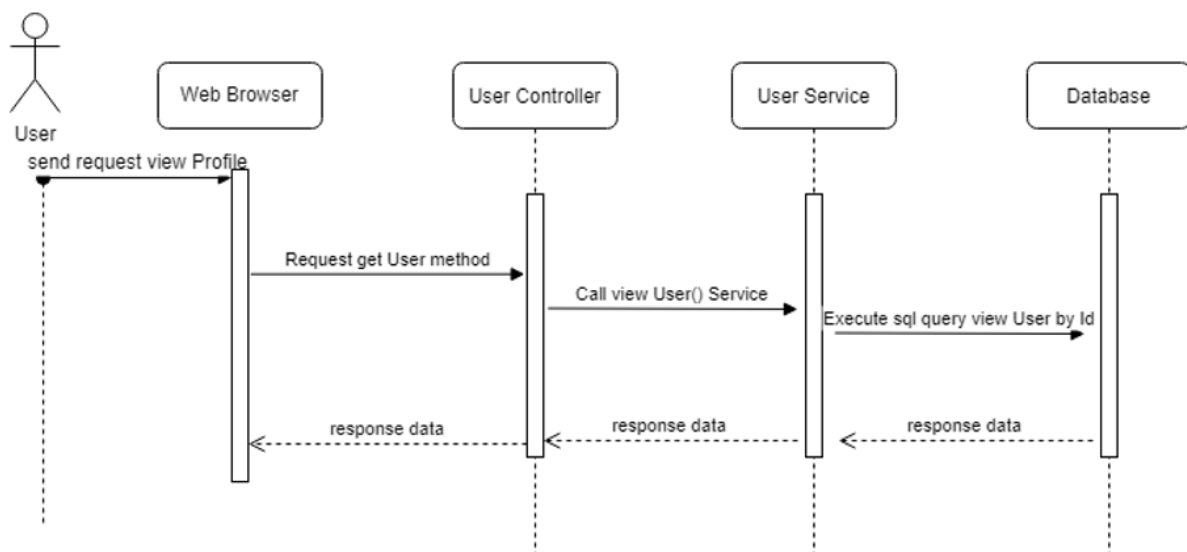 Web Browser
User Controller
User Service
Database
User
send request view Profile
Request get User method
Call view User() Service
Execute sql query view User by Id
response data
response data
response data